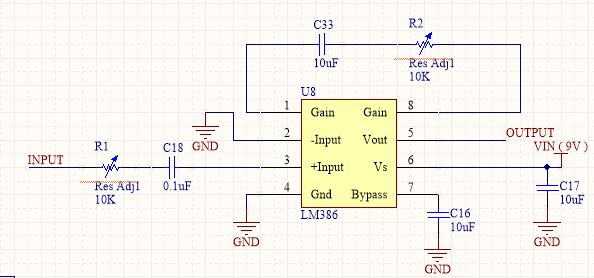 C33
10uF
R2
Res Adj1
10K
U8
1 Gain Gain 8
2 -Input Vout 5
3 +Input Vs 6
4 Gnd Bypass 7
LM386
GND
INPUT
R1
Res Adj1
10K
C18
0.1uF
GND
OUTPUT
VIN ( 9V )
C17
10uF
GND
C16
10uF
GND